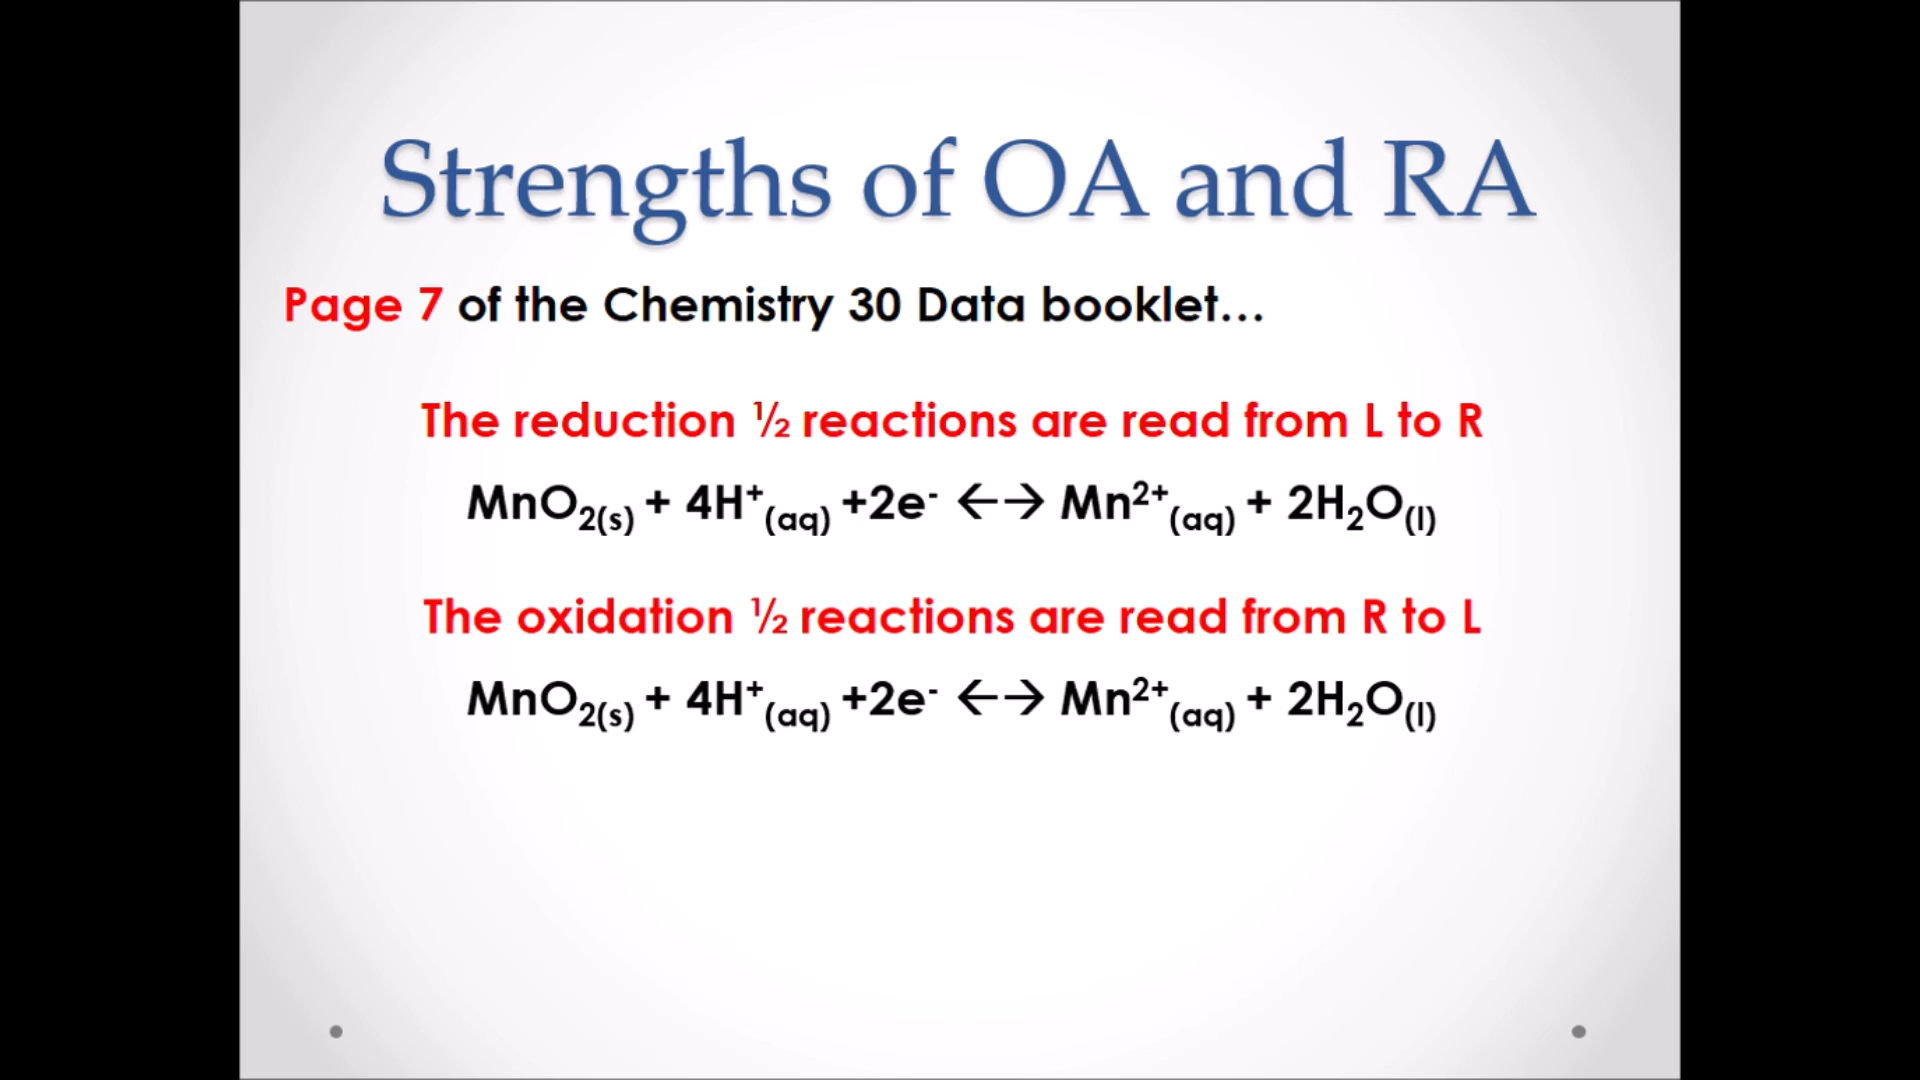 Strengths of OA and RA
Page 7 of the Chemistry 30 Data booklet…
The reduction ½ reactions are read from L to R
MnO₂₍ₛ₎ + 4H⁺(aq) +2e⁻ ←→ Mn²⁺(aq) + 2H₂O(l)
The oxidation ½ reactions are read from R to L
MnO₂₍ₛ₎ + 4H⁺(aq) +2e⁻ ←→ Mn²⁺(aq) + 2H₂O(l)